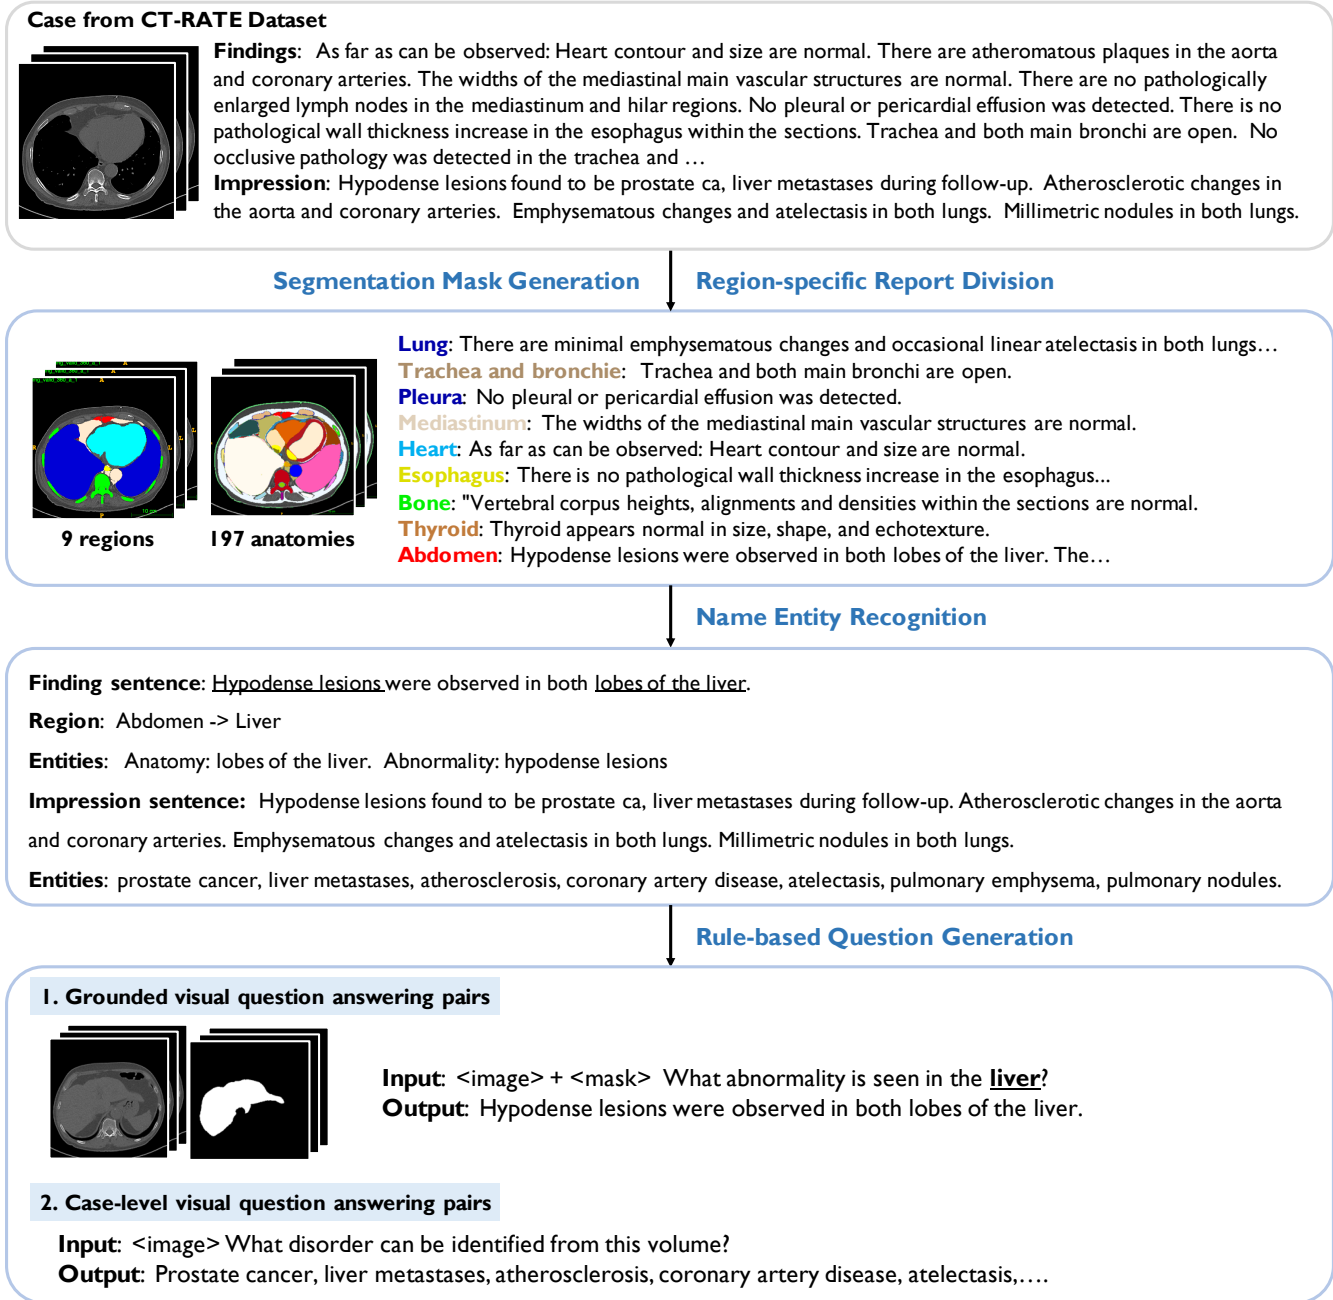 Case from CT-RATE Dataset
Findings: As far as can be observed: Heart contour and size are normal. There are atheromatous plaques in the aorta
and coronary arteries. The widths of the mediastinal main vascular structures are normal. There are no pathologically
enlarged lymph nodes in the mediastinum and hilar regions. No pleural or pericardial effusion was detected. There is no
pathological wall thickness increase in the esophagus within the sections. Trachea and both main bronchi are open. No
occlusive pathology was detected in the trachea and …
Impression: Hypodense lesions found to be prostate ca, liver metastases during follow-up. Atherosclerotic changes in
the aorta and coronary arteries. Emphysematous changes and atelectasis in both lungs. Millimetric nodules in both lungs.
Segmentation Mask Generation
Region-specific Report Division
9 regions
197 anatomies
Lung: There are minimal emphysematous changes and occasional linear atelectasis in both lungs…
Trachea and bronchie: Trachea and both main bronchi are open.
Pleura: No pleural or pericardial effusion was detected.
Mediastinum: The widths of the mediastinal main vascular structures are normal.
Heart: As far as can be observed: Heart contour and size are normal.
Esophagus: There is no pathological wall thickness increase in the esophagus...
Bone: "Vertebral corpus heights, alignments and densities within the sections are normal.
Thyroid: Thyroid appears normal in size, shape, and echotexture.
Abdomen: Hypodense lesions were observed in both lobes of the liver. The…
Name Entity Recognition
Finding sentence: Hypodense lesions were observed in both lobes of the liver.
Region: Abdomen -> Liver
Entities: Anatomy: lobes of the liver. Abnormality: hypodense lesions
Impression sentence: Hypodense lesions found to be prostate ca, liver metastases during follow-up. Atherosclerotic changes in the aorta
and coronary arteries. Emphysematous changes and atelectasis in both lungs. Millimetric nodules in both lungs.
Entities: prostate cancer, liver metastases, atherosclerosis, coronary artery disease, atelectasis, pulmonary emphysema, pulmonary nodules.
Rule-based Question Generation
1. Grounded visual question answering pairs
Input: <image> + <mask> What abnormality is seen in the liver?
Output: Hypodense lesions were observed in both lobes of the liver.
2. Case-level visual question answering pairs
Input: <image> What disorder can be identified from this volume?
Output: Prostate cancer, liver metastases, atherosclerosis, coronary artery disease, atelectasis,….